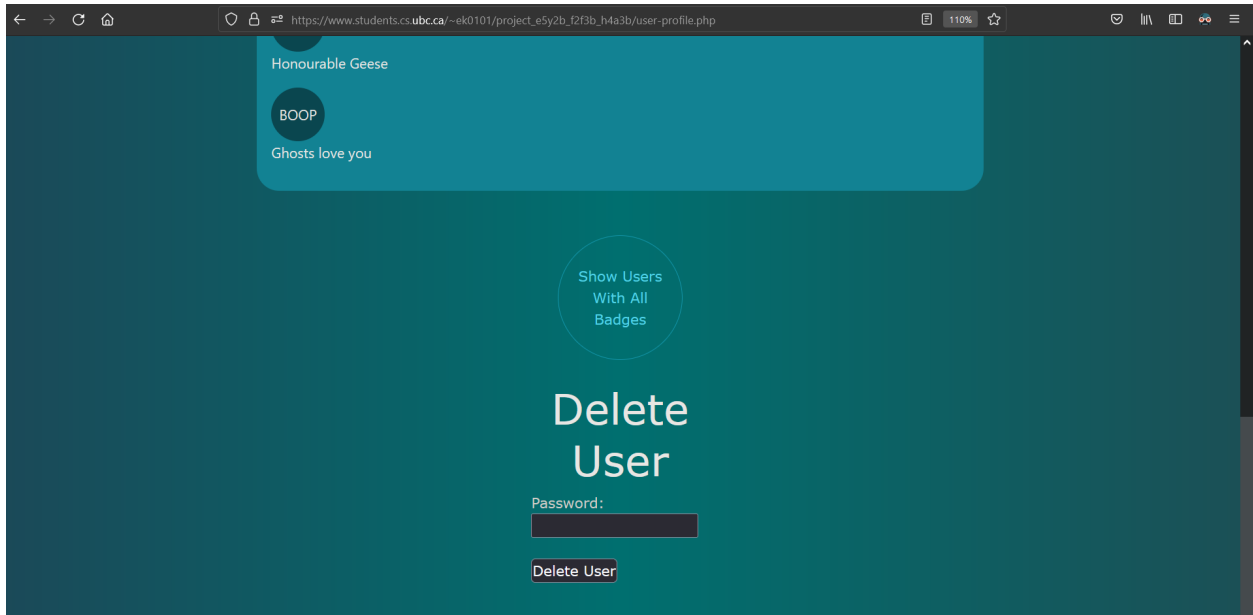 https://www.students.cs.ubc.ca/~ek0101/project_e5y2b_f2f3b_h4a3b/user-profile.php
110%
Honourable Geese
BOOP
Ghosts love you
Show Users
With All
Badges
Delete
User
Password:
Delete User